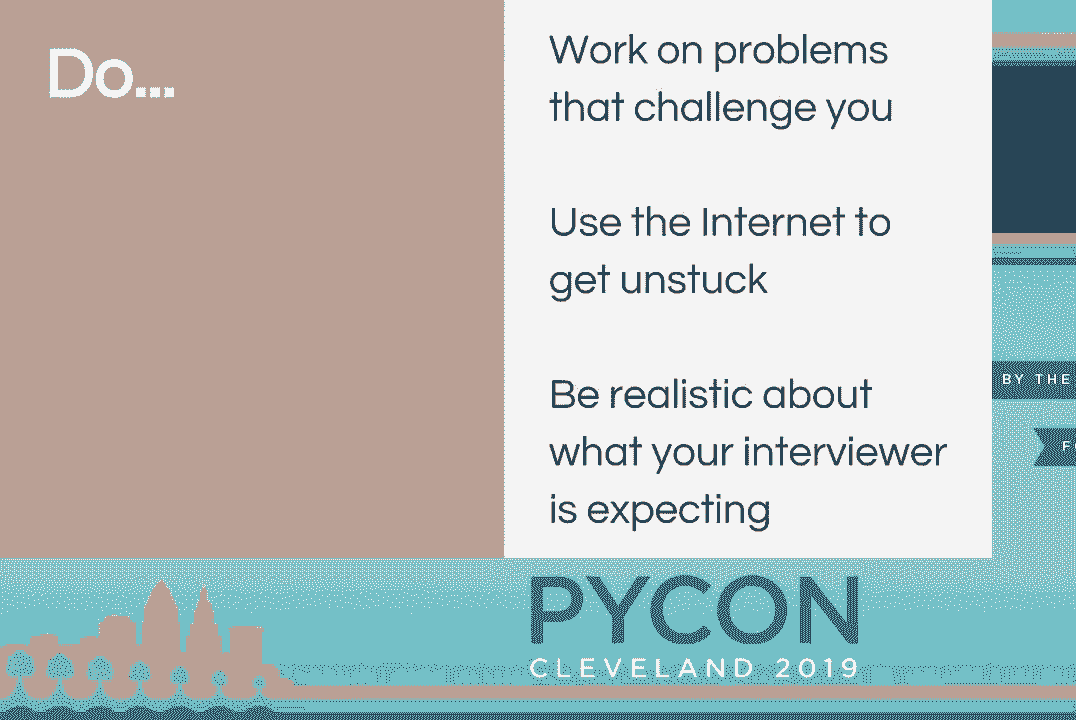 Do...
Work on problems
that challenge you
Use the Internet to
get unstuck
Be realistic about
what your interviewer
is expecting
BY THE
PYCON
CLEVELAND 2019